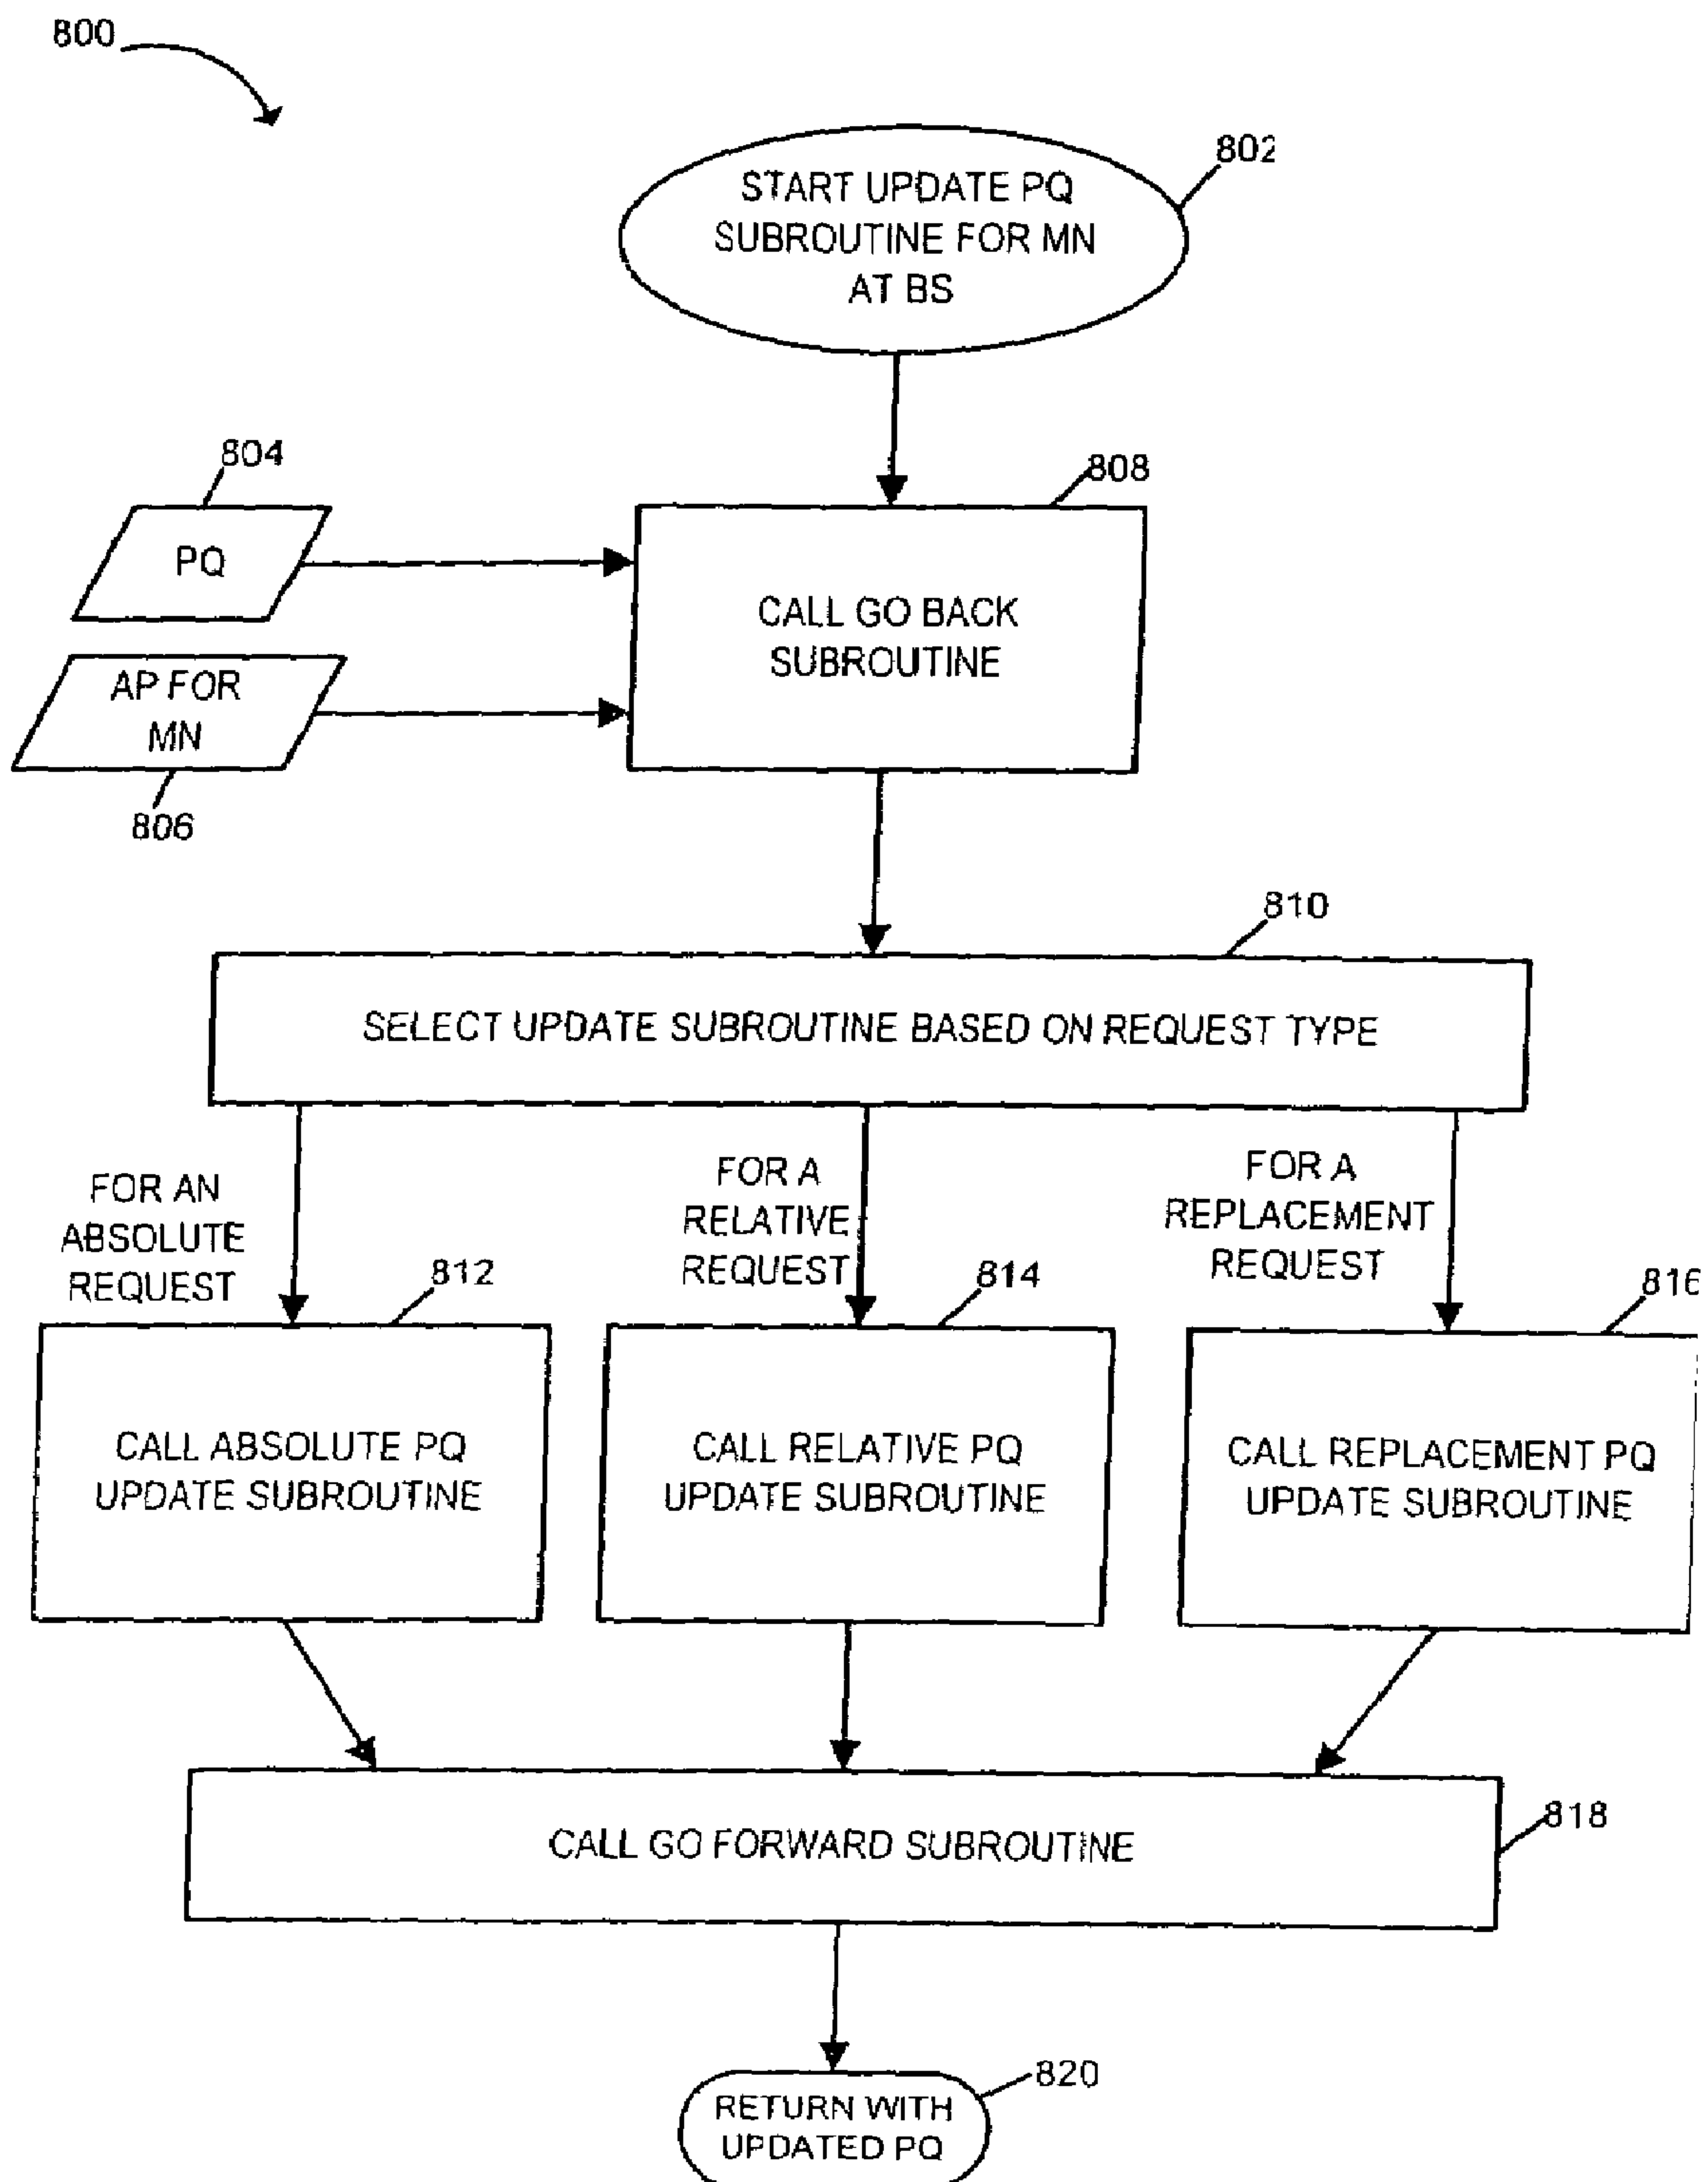 800
802
START UPDATE PQ
SUBROUTINE FOR MN
AT BS
804
808
PQ
CALL GO BACK
SUBROUTINE
AP FOR
MN
806
810
SELECT UPDATE SUBROUTINE BASED ON REQUEST TYPE
FOR AN
ABSOLUTE
REQUEST
FOR A
RELATIVE
REQUEST
FOR A
REPLACEMENT
REQUEST
812
814
816
CALL ABSOLUTE PQ
UPDATE SUBROUTINE
CALL RELATIVE PQ
UPDATE SUBROUTINE
CALL REPLACEMENT PQ
UPDATE SUBROUTINE
CALL GO FORWARD SUBROUTINE
818
820
RETURN WITH
UPDATED PQ